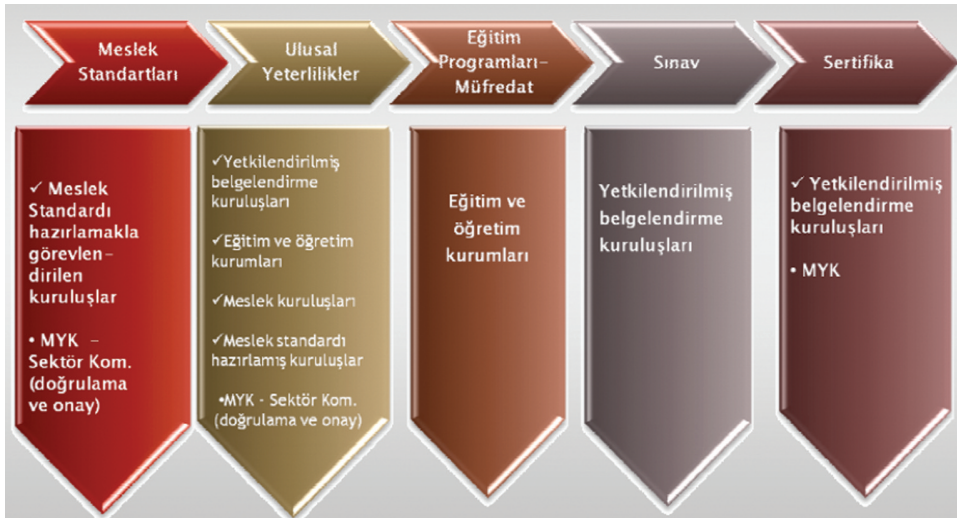 Meslek
Standartları
Ulusal
Yeterlilikler
Eğitim
Programları-
Müfredat
Sınav
Sertifika
✓ Meslek
Standardı
hazırlamakla
görevlen-
dirilen
kuruluşlar
• MYK -
Sektör Kom.
(doğrulama
ve onay)
✓Yetkilendirilmiş
belgelendirme
kuruluşları
✓Eğitim ve öğretim
kurumları
✓Meslek kuruluşları
✓Meslek standardı
hazırlamış kuruluşlar
•MYK - Sektör Kom.
(doğrulama ve onay)
Eğitim ve
öğretim
kurumları
Yetkilendirilmiş
belgelendirme
kuruluşları
✓ Yetkilendirilmiş
belgelendirme
kuruluşları
• MYK